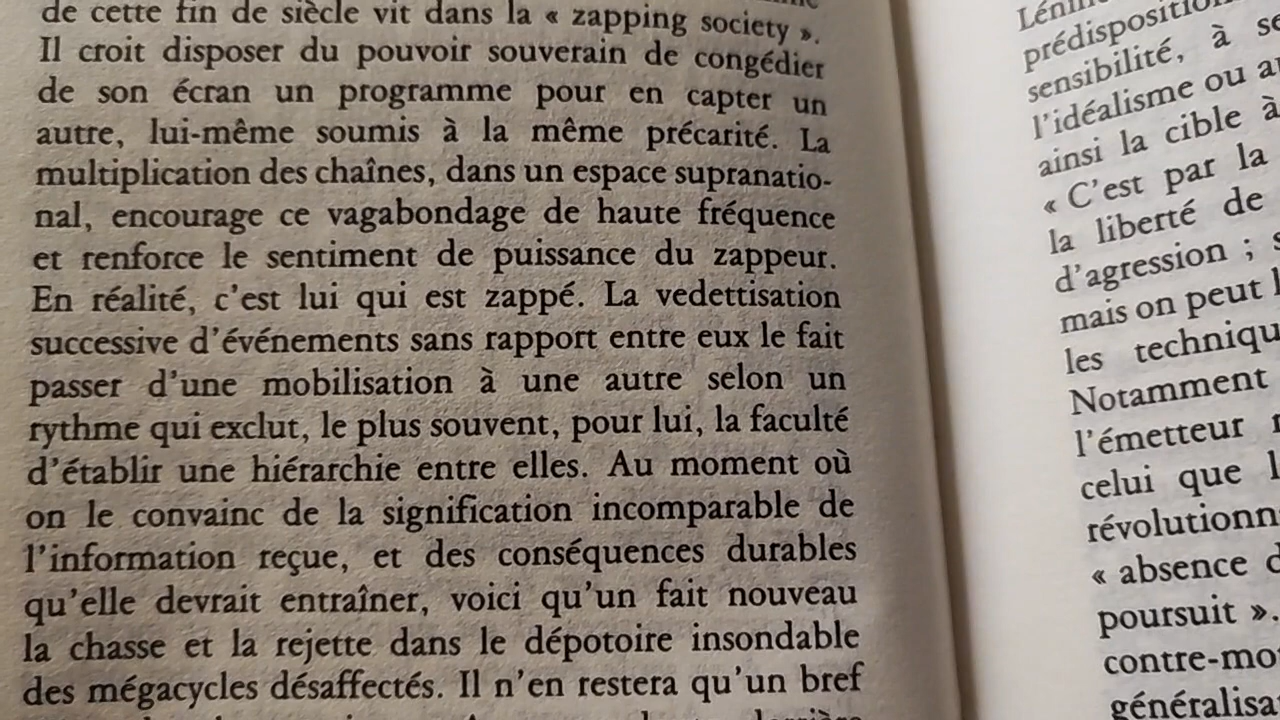 de cette fin de siècle vit dans la « zapping society ».
Il croit disposer du pouvoir souverain de congédier
de son écran un programme pour en capter un
autre, lui-même soumis à la même précarité. La
multiplication des chaînes, dans un espace supranatio-
nal, encourage ce vagabondage de haute fréquence
et renforce le sentiment de puissance du zappeur.
En réalité, c'est lui qui est zappé. La vedettisation
successive d'événements sans rapport entre eux le fait
passer d'une mobilisation à une autre selon un
rythme qui exclut, le plus souvent, pour lui, la faculté
d'établir une hiérarchie entre elles. Au moment où
on le convainc de la signification incomparable de
l'information reçue, et des conséquences durables
qu'elle devrait entraîner, voici qu'un fait nouveau
la chasse et la rejette dans le dépotoire insondable
des mégacycles désaffectés. Il n'en restera qu'un bref
sensibilité, à
l'idéalisme ou
ainsi la cible à
« C'est par la
la liberté de
d'agression ;
mais on peut
les
Notamment
l'émetteur
celui que
« absence
poursuit ».